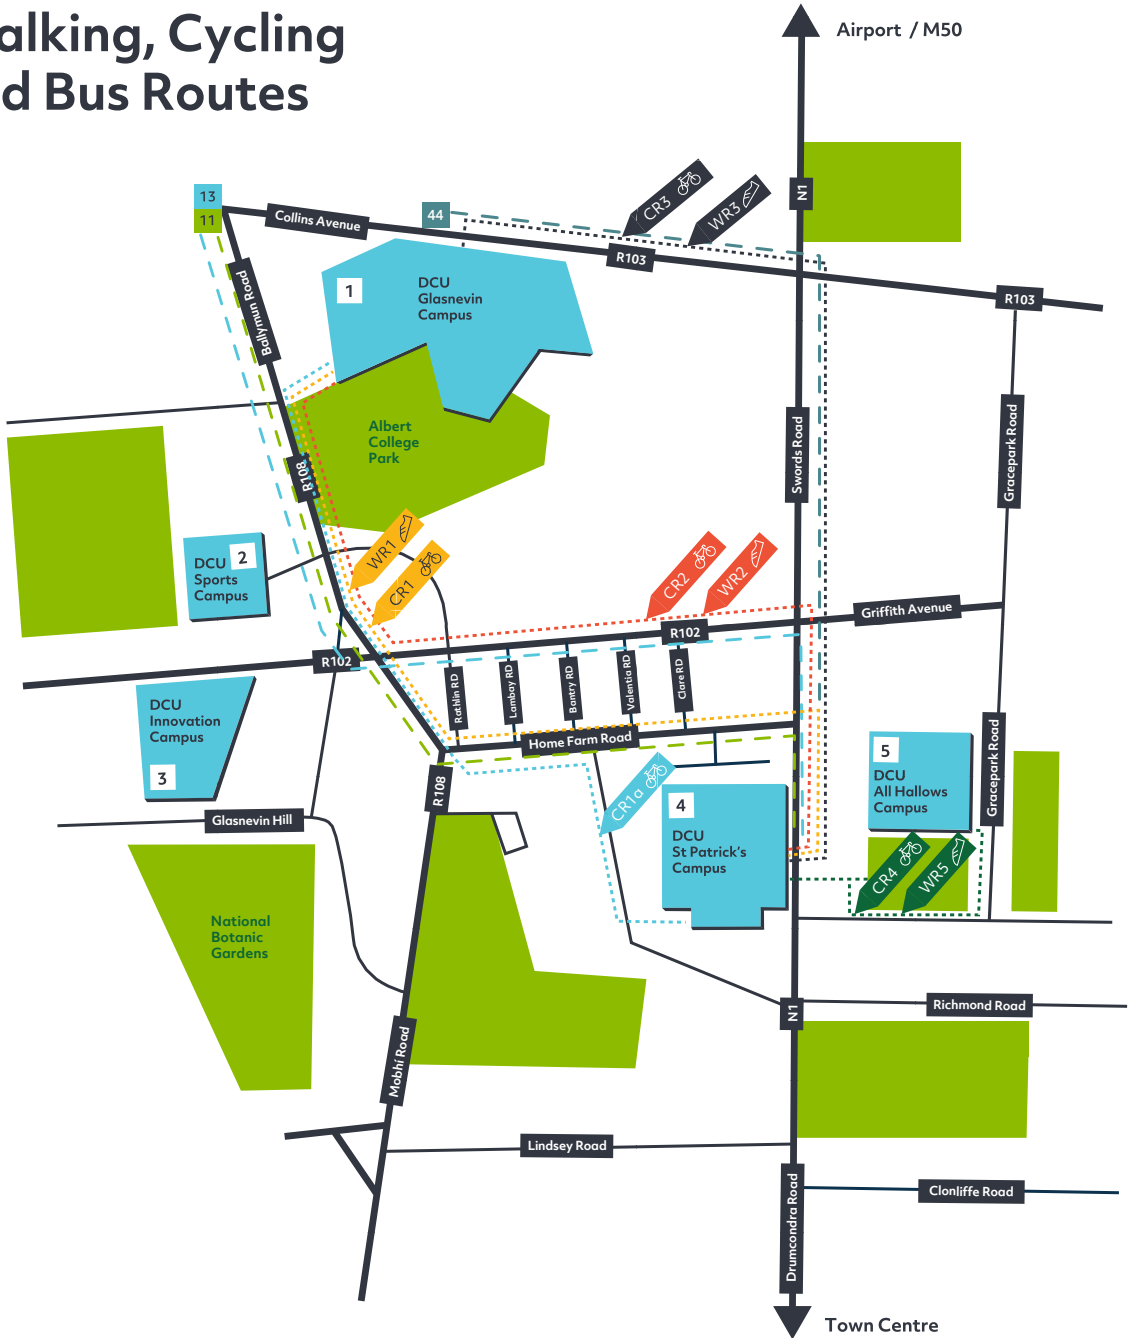 alking, Cycling
d Bus Routes
Airport / M50
N1
13
11
44
Collins Avenue
CR3
WR3
R103
R103
Ballymun Road
1
DCU
Glasnevin
Campus
Albert
College
Park
R108
Swords Road
Gracepark Road
WR1
CR1
CR2
WR2
2
DCU
Sports
Campus
Griffith Avenue
R102
R102
Rathlin RD
Lambay RD
Bantry RD
Valentia RD
Clare RD
DCU
Innovation
Campus
3
Home Farm Road
R108
CR1a
4
DCU
St Patrick's
Campus
5
DCU
All Hallows
Campus
Gracepark Road
Glasnevin Hill
CR4
WR5
National
Botanic
Gardens
N1
Richmond Road
Mobhi Road
Lindsey Road
Drumcondra Road
Clonliffe Road
Town Centre